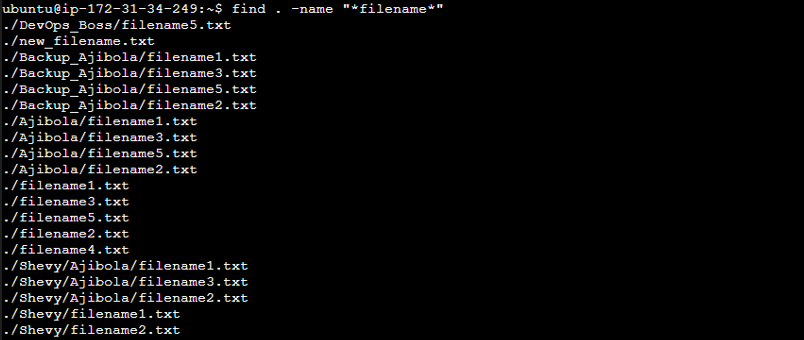 ubuntu@ip-172-31-34-249:~$ find . -name "*filename*"
./DevOps_Boss/filename5.txt
./new_filename.txt
./Backup_Ajibola/filename1.txt
./Backup_Ajibola/filename3.txt
./Backup_Ajibola/filename5.txt
./Backup_Ajibola/filename2.txt
./Ajibola/filename1.txt
./Ajibola/filename3.txt
./Ajibola/filename5.txt
./Ajibola/filename2.txt
./filename1.txt
./filename3.txt
./filename5.txt
./filename2.txt
./filename4.txt
./Shevy/Ajibola/filename1.txt
./Shevy/Ajibola/filename3.txt
./Shevy/Ajibola/filename2.txt
./Shevy/filename1.txt
./Shevy/filename2.txt